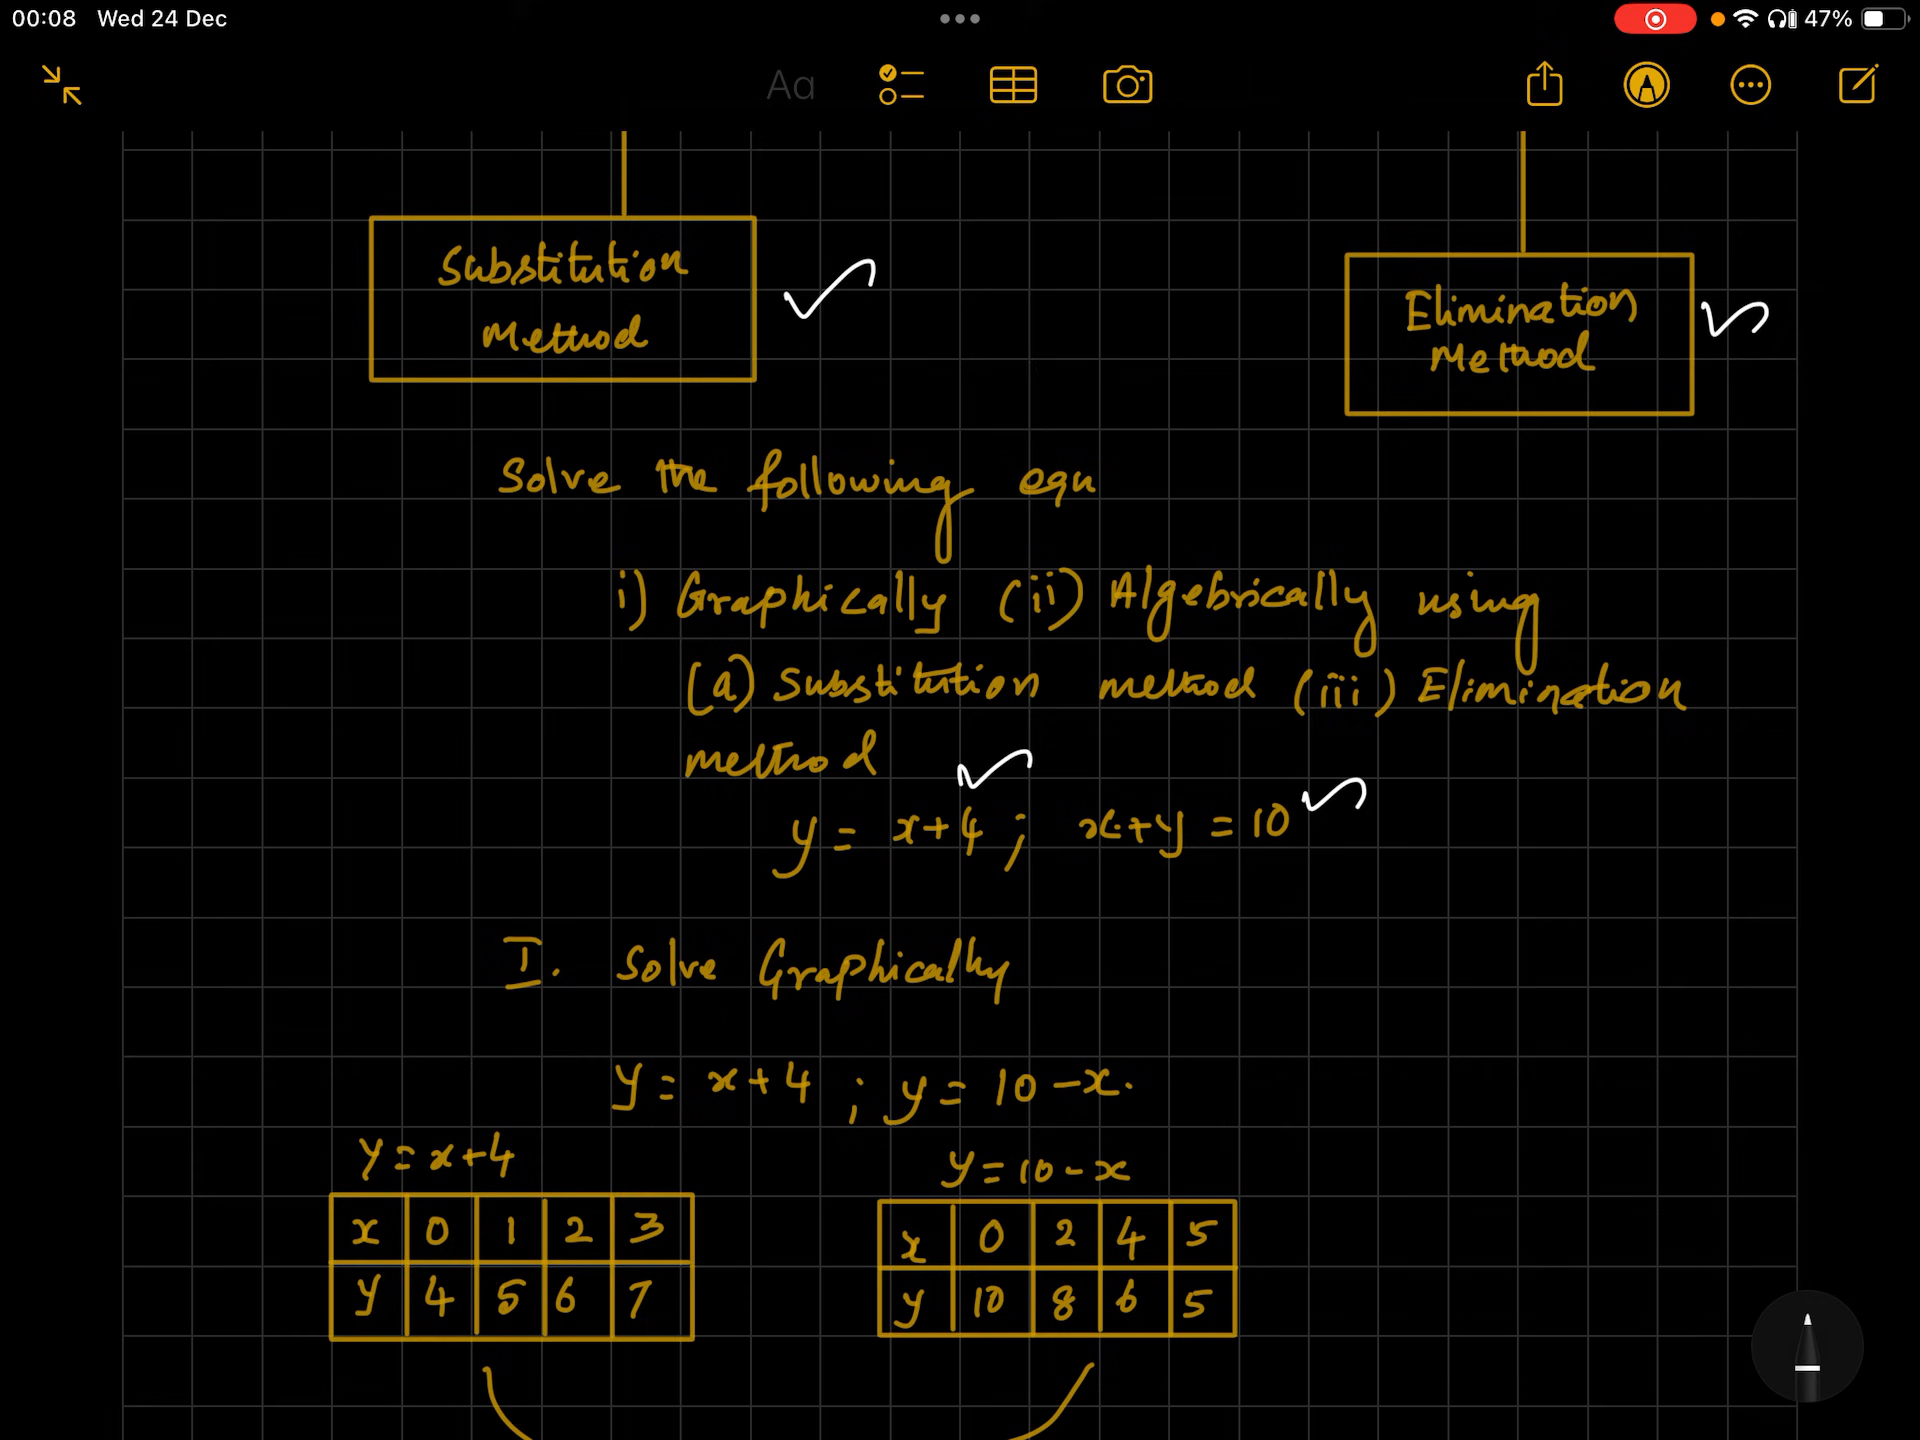 00:08 Wed 24 Dec
47%
Aa
Substitution
Method
Elimination
Method
Solve the following eqn
i) Graphically (ii) Algebrically using
(a) Substitution method (iii) Elimination
method
y = x+4 ; x+y = 10
I. Solve Graphically
y = x+4 ; y = 10-x.
y = x+4
y = 10-x
x 0 1 2 3
y 4 5 6 7
x 0 2 4 5
y 10 8 6 5